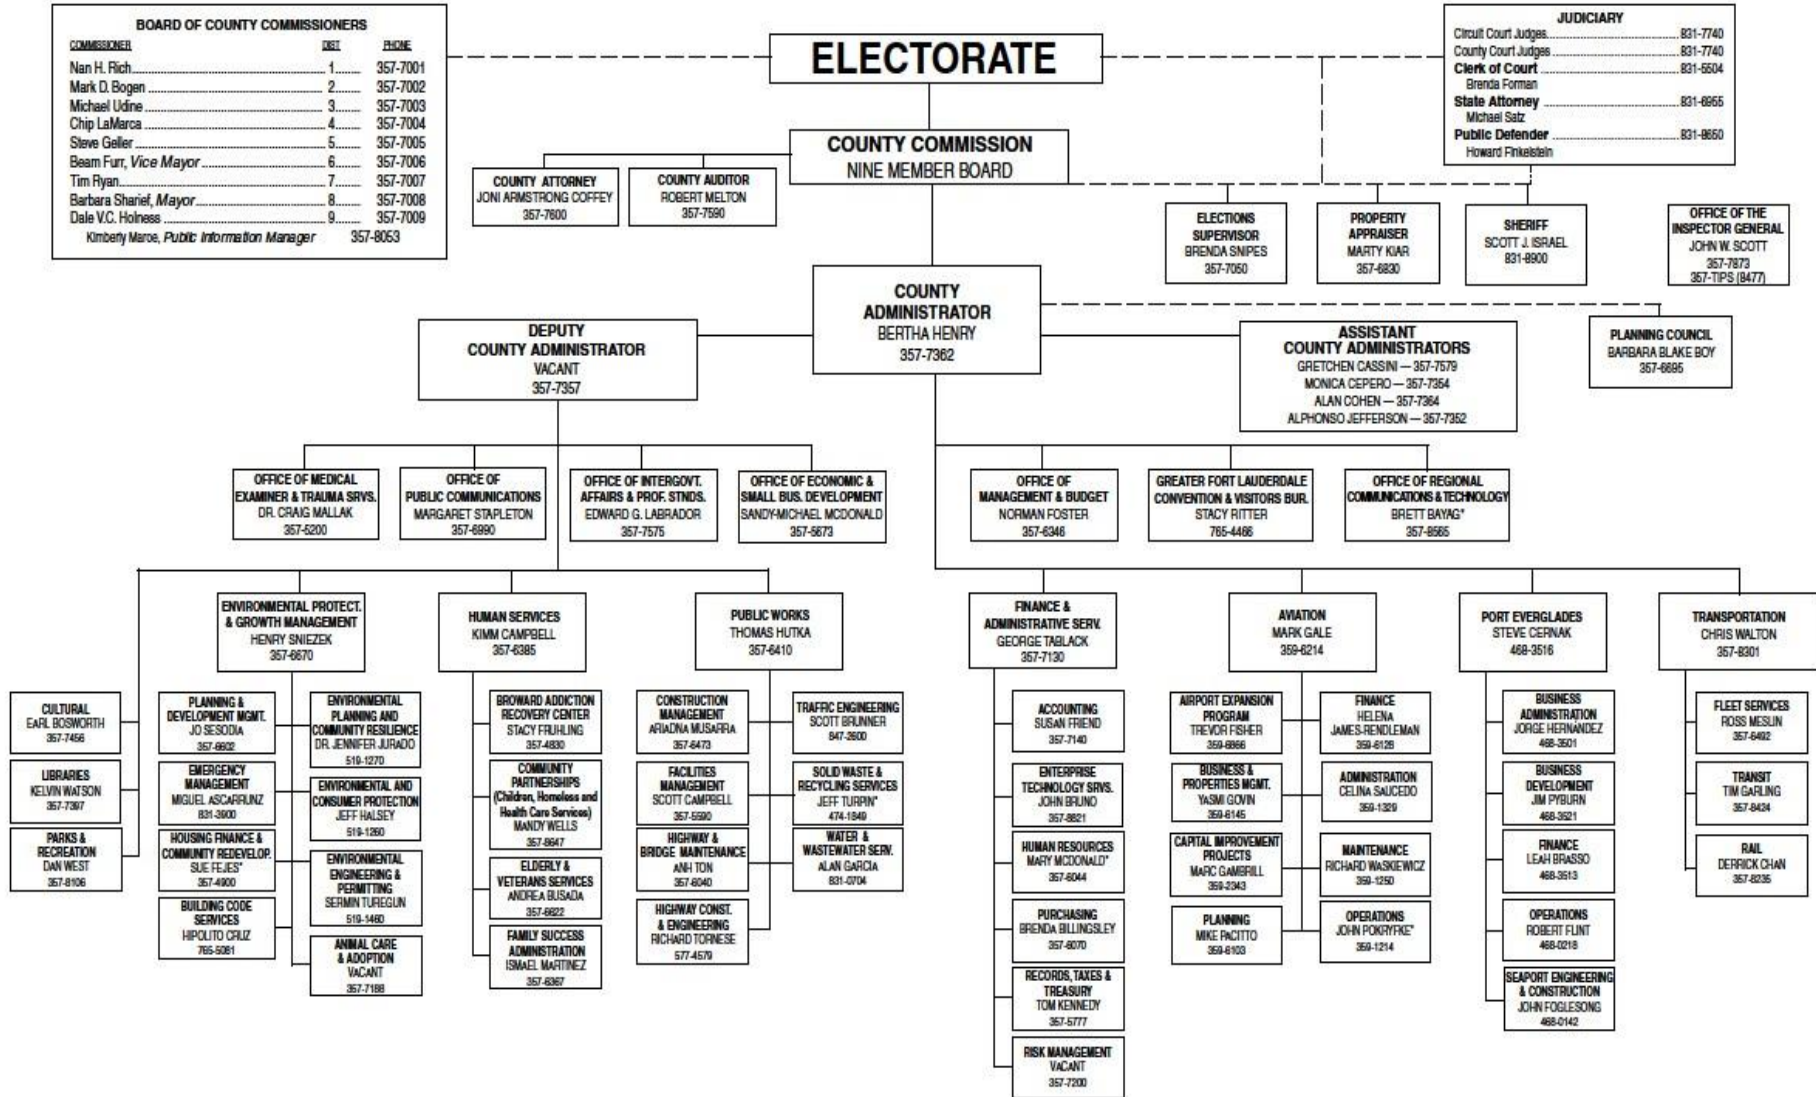 BOARD OF COUNTY COMMISSIONERS
COMMISSIONER DIST PHONE
Nan H. Rich 1 357-7001
Mark D. Bogen 2 357-7002
Michael Udine 3 357-7003
Chip LaMarca 4 357-7004
Steve Geller 5 357-7005
Beam Furr, Vice Mayor 6 357-7006
Tim Ryan 7 357-7007
Barbara Sharief, Mayor 8 357-7008
Dale V.C. Holness 9 357-7009
Kimberly Maroe, Public Information Manager 357-8053
ELECTORATE
JUDICIARY
Circuit Court Judges 831-7740
County Court Judges 831-7740
Clerk of Court 831-5504
Brenda Forman
State Attorney 831-6955
Michael Satz
Public Defender 831-8650
Howard Finkelstein
COUNTY COMMISSION
NINE MEMBER BOARD
COUNTY ATTORNEY
JONI ARMSTRONG COFFEY
357-7600
COUNTY AUDITOR
ROBERT MELTON
357-7590
ELECTIONS
SUPERVISOR
BRENDA SNIPES
357-7050
PROPERTY
APPRAISER
MARTY KIAR
357-6830
SHERIFF
SCOTT J. ISRAEL
831-8900
OFFICE OF THE
INSPECTOR GENERAL
JOHN W. SCOTT
357-7873
357-TIPS (8477)
COUNTY
ADMINISTRATOR
BERTHA HENRY
357-7362
DEPUTY
COUNTY ADMINISTRATOR
VACANT
357-7357
ASSISTANT
COUNTY ADMINISTRATORS
GRETCHEN CASSINI — 357-7579
MONICA CEPERO — 357-7354
ALAN COHEN — 357-7364
ALPHONSO JEFFERSON — 357-7352
PLANNING COUNCIL
BARBARA BLAKE BOY
357-6695
OFFICE OF MEDICAL
EXAMINER & TRAUMA SRVS.
DR. CRAIG MALLAK
357-5200
OFFICE OF
PUBLIC COMMUNICATIONS
MARGARET STAPLETON
357-6990
OFFICE OF INTERGOVT.
AFFAIRS & PROF. STNDS.
EDWARD G. LABRADOR
357-7575
OFFICE OF ECONOMIC &
SMALL BUS. DEVELOPMENT
SANDY-MICHAEL MCDONALD
357-5673
OFFICE OF
MANAGEMENT & BUDGET
NORMAN FOSTER
357-6346
GREATER FORT LAUDERDALE
CONVENTION & VISITORS BUR.
STACY RITTER
765-4466
OFFICE OF REGIONAL
COMMUNICATIONS & TECHNOLOGY
BRETT BAYAG*
357-8565
ENVIRONMENTAL PROTECT.
& GROWTH MANAGEMENT
HENRY SNIEZEK
357-6670
HUMAN SERVICES
KIMM CAMPBELL
357-6385
PUBLIC WORKS
THOMAS HUTKA
357-6410
FINANCE &
ADMINISTRATIVE SERV.
GEORGE TABLACK
357-7130
AVIATION
MARK GALE
359-6214
PORT EVERGLADES
STEVE CERNAK
468-3516
TRANSPORTATION
CHRIS WALTON
357-8301
CULTURAL
EARL BOSWORTH
357-7456
LIBRARIES
KELVIN WATSON
357-7397
PARKS &
RECREATION
DAN WEST
357-8106
PLANNING &
DEVELOPMENT MGMT.
JO SESODIA
357-6602
EMERGENCY
MANAGEMENT
MIGUEL ASCARRUNZ
831-3900
HOUSING FINANCE &
COMMUNITY REDEVELOP.
SUE FEJES*
357-4900
BUILDING CODE
SERVICES
HIPOLITO CRUZ
765-5081
ENVIRONMENTAL
PLANNING AND
COMMUNITY RESILIENCE
DR. JENNIFER JURADO
519-1270
ENVIRONMENTAL AND
CONSUMER PROTECTION
JEFF HALSEY
519-1260
ENVIRONMENTAL
ENGINEERING &
PERMITTING
SERMIN TUREGUN
519-1460
ANIMAL CARE
& ADOPTION
VACANT
357-7188
BROWARD ADDICTION
RECOVERY CENTER
STACY FRUHLING
357-4830
COMMUNITY
PARTNERSHIPS
(Children, Homeless and
Health Care Services)
MANDY WELLS
357-8647
ELDERLY &
VETERANS SERVICES
ANDREA BUSADA
357-6622
FAMILY SUCCESS
ADMINISTRATION
ISMAEL MARTINEZ
357-6367
CONSTRUCTION
MANAGEMENT
ARIADNA MUSARRA
357-6473
FACILITIES
MANAGEMENT
SCOTT CAMPBELL
357-5590
HIGHWAY &
BRIDGE MAINTENANCE
ANH TON
357-6040
HIGHWAY CONST.
& ENGINEERING
RICHARD TORNESE
577-4579
TRAFFIC ENGINEERING
SCOTT BRUNNER
847-2600
SOLID WASTE &
RECYCLING SERVICES
JEFF TURPIN*
474-1849
WATER &
WASTEWATER SERV.
ALAN GARCIA
831-0704
ACCOUNTING
SUSAN FRIEND
357-7140
ENTERPRISE
TECHNOLOGY SRVS.
JOHN BRUNO
357-8821
HUMAN RESOURCES
MARY MCDONALD*
357-6044
PURCHASING
BRENDA BILLINGSLEY
357-6070
RECORDS, TAXES &
TREASURY
TOM KENNEDY
357-5777
RISK MANAGEMENT
VACANT
357-7200
AIRPORT EXPANSION
PROGRAM
TREVOR FISHER
359-6866
BUSINESS &
PROPERTIES MGMT.
YASMI GOVIN
359-6145
CAPITAL IMPROVEMENT
PROJECTS
MARC GAMBRILL
359-2343
PLANNING
MIKE PACITTO
359-6103
FINANCE
HELENA
JAMES-RENDLEMAN
359-6128
ADMINISTRATION
CELINA SAUCEDO
359-1329
MAINTENANCE
RICHARD WASKIEWICZ
359-1250
OPERATIONS
JOHN POKRYFKE*
359-1214
BUSINESS
ADMINISTRATION
JORGE HERNANDEZ
468-3501
BUSINESS
DEVELOPMENT
JIM PYBURN
468-3521
FINANCE
LEAH BRASSO
468-3513
OPERATIONS
ROBERT FLINT
468-0218
SEAPORT ENGINEERING
& CONSTRUCTION
JOHN FOGLESONG
468-0142
FLEET SERVICES
ROSS MESLIN
357-6492
TRANSIT
TIM GARLING
357-8424
RAIL
DERRICK CHAN
357-8235